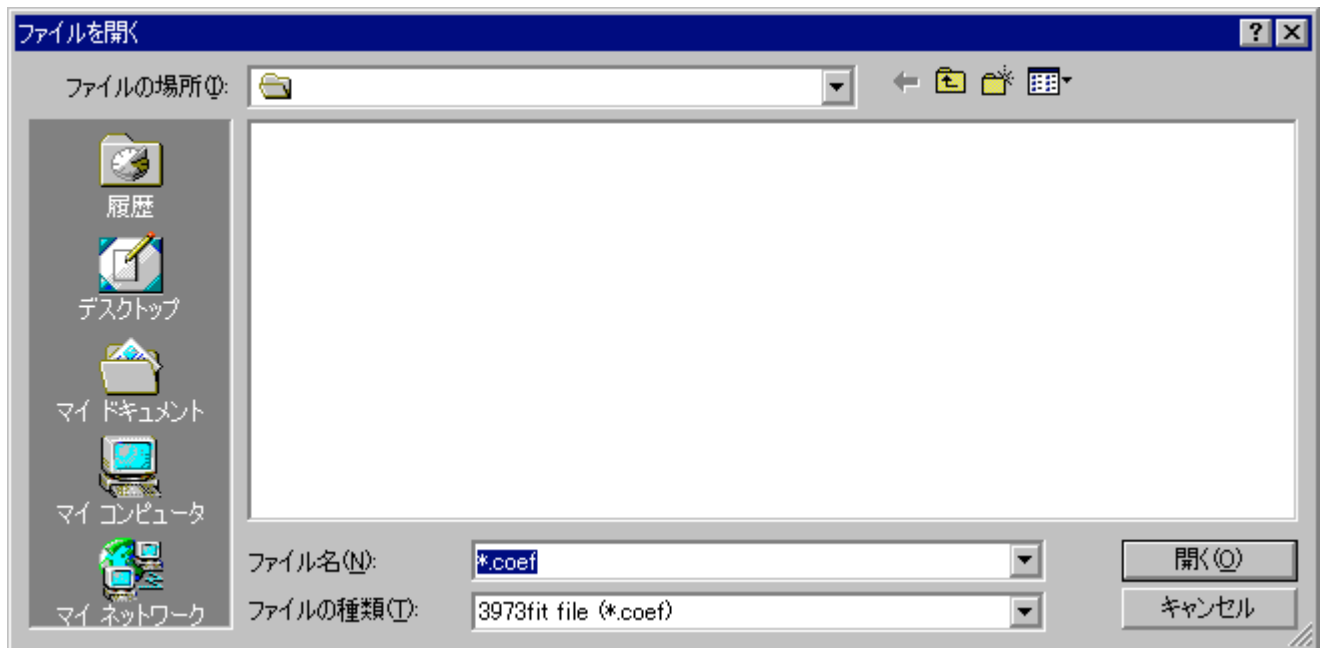 ファイルを開く
ファイルの場所(I):
履歴
デスクトップ
マイ ドキュメント
マイ コンピュータ
マイ ネットワーク
ファイル名(N):
*.coef
開く(O)
ファイルの種類(T):
3973fit file (*.coef)
キャンセル